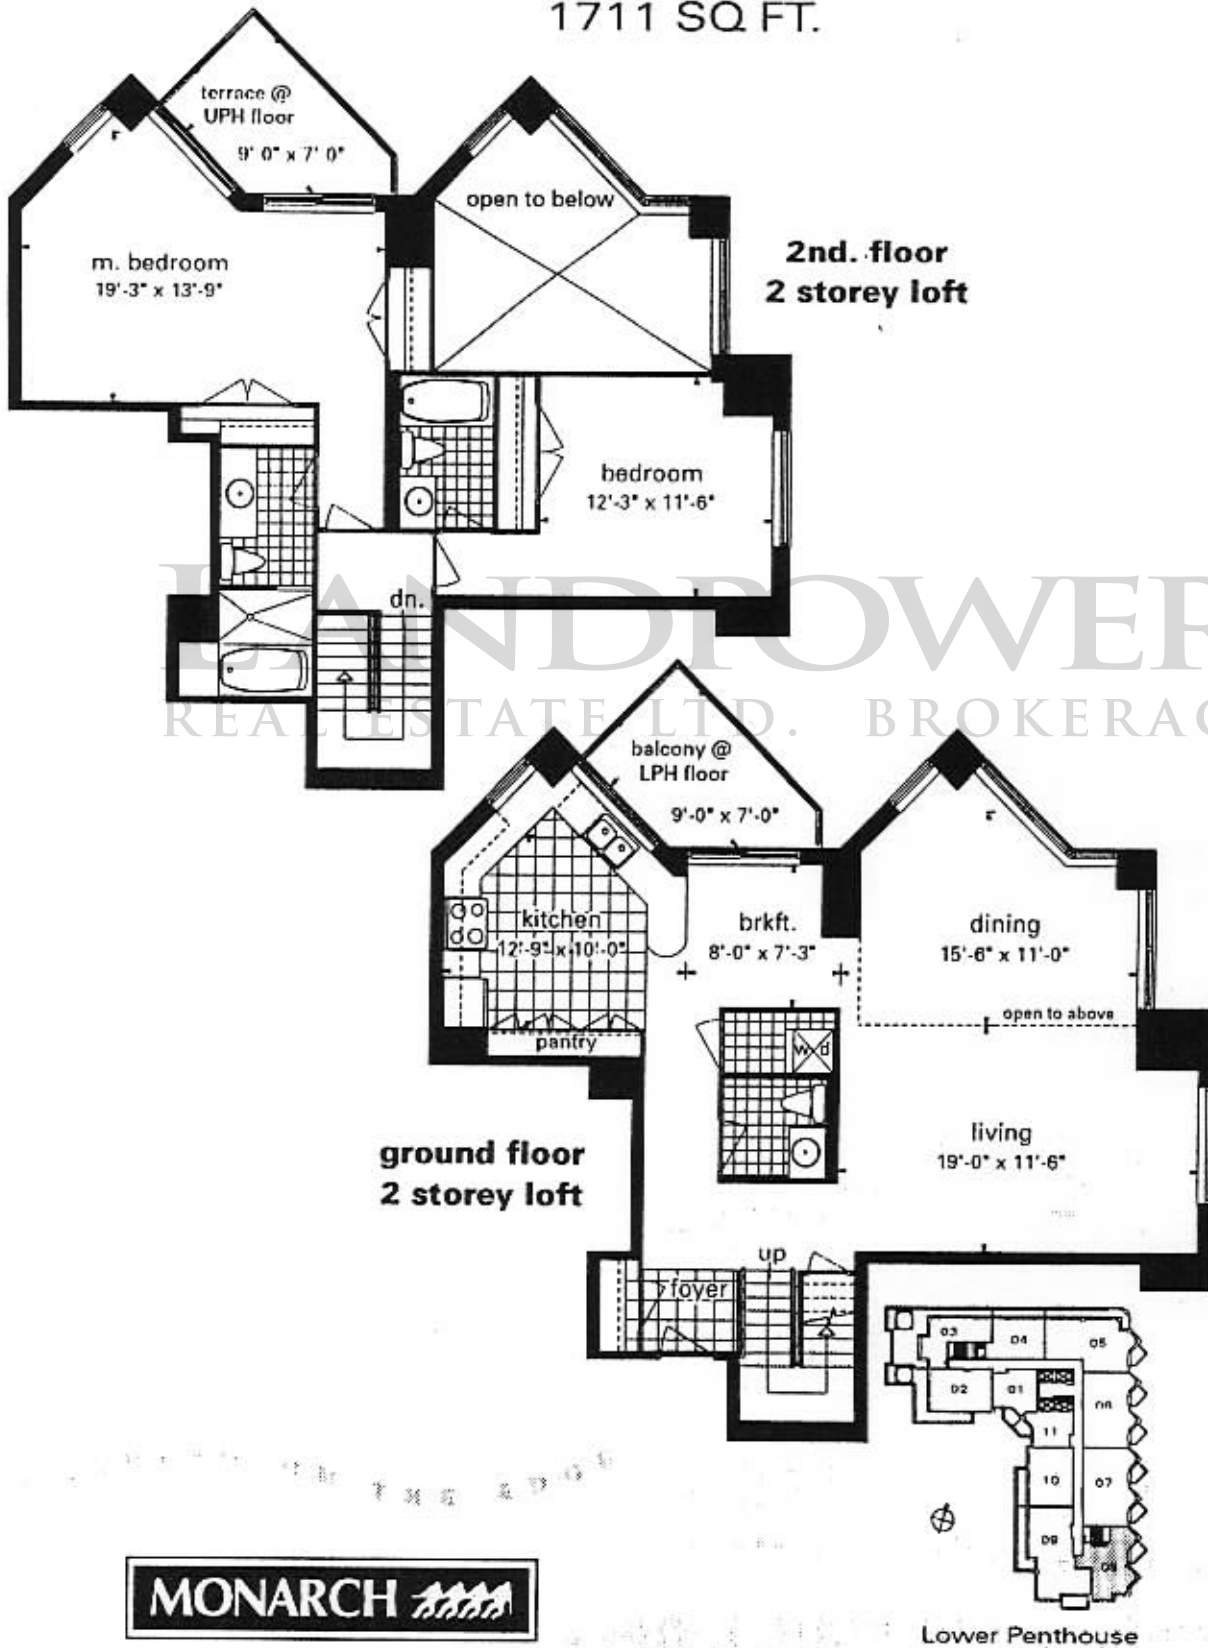 1711 SQ FT.
terrace @
UPH floor
9' 0" x 7' 0"
open to below
m. bedroom
19'-3" x 13'-9"
2nd. floor
2 storey loft
bedroom
12'-3" x 11'-6"
dn.
LANDPOWER
REAL ESTATE LTD. BROKERAG
balcony @
LPH floor
9'-0" x 7'-0"
kitchen
12'-9" x 10'-0"
brkft.
8'-0" x 7'-3"
dining
15'-6" x 11'-0"
open to above
pantry
w d
living
19'-0" x 11'-6"
ground floor
2 storey loft
up
foyer
03 04 05
02 01 06
11
10 07
09
MONARCH
Lower Penthouse